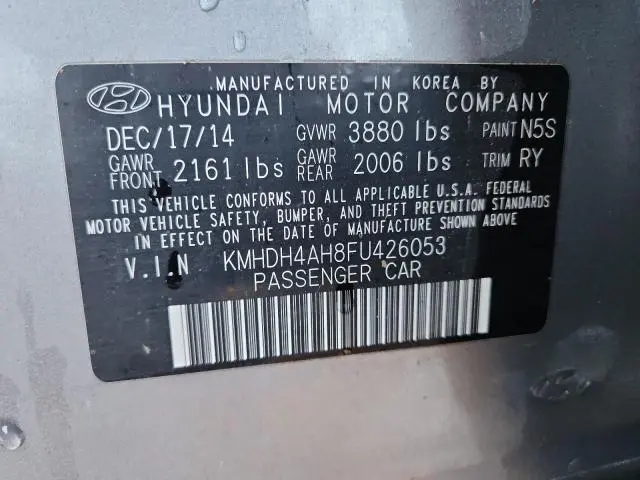 MANUFACTURED IN KOREA BY
HYUNDAI MOTOR COMPANY
DEC/17/14 GVWR 3880 lbs PAINT N5S
GAWR FRONT 2161 lbs GAWR REAR 2006 lbs TRIM RY
THIS VEHICLE CONFORMS TO ALL APPLICABLE U.S.A. FEDERAL
MOTOR VEHICLE SAFETY, BUMPER, AND THEFT PREVENTION STANDARDS
IN EFFECT ON THE DATE OF MANUFACTURE SHOWN ABOVE.
V.I.N KMHDH4AH8FU426053
PASSENGER CAR